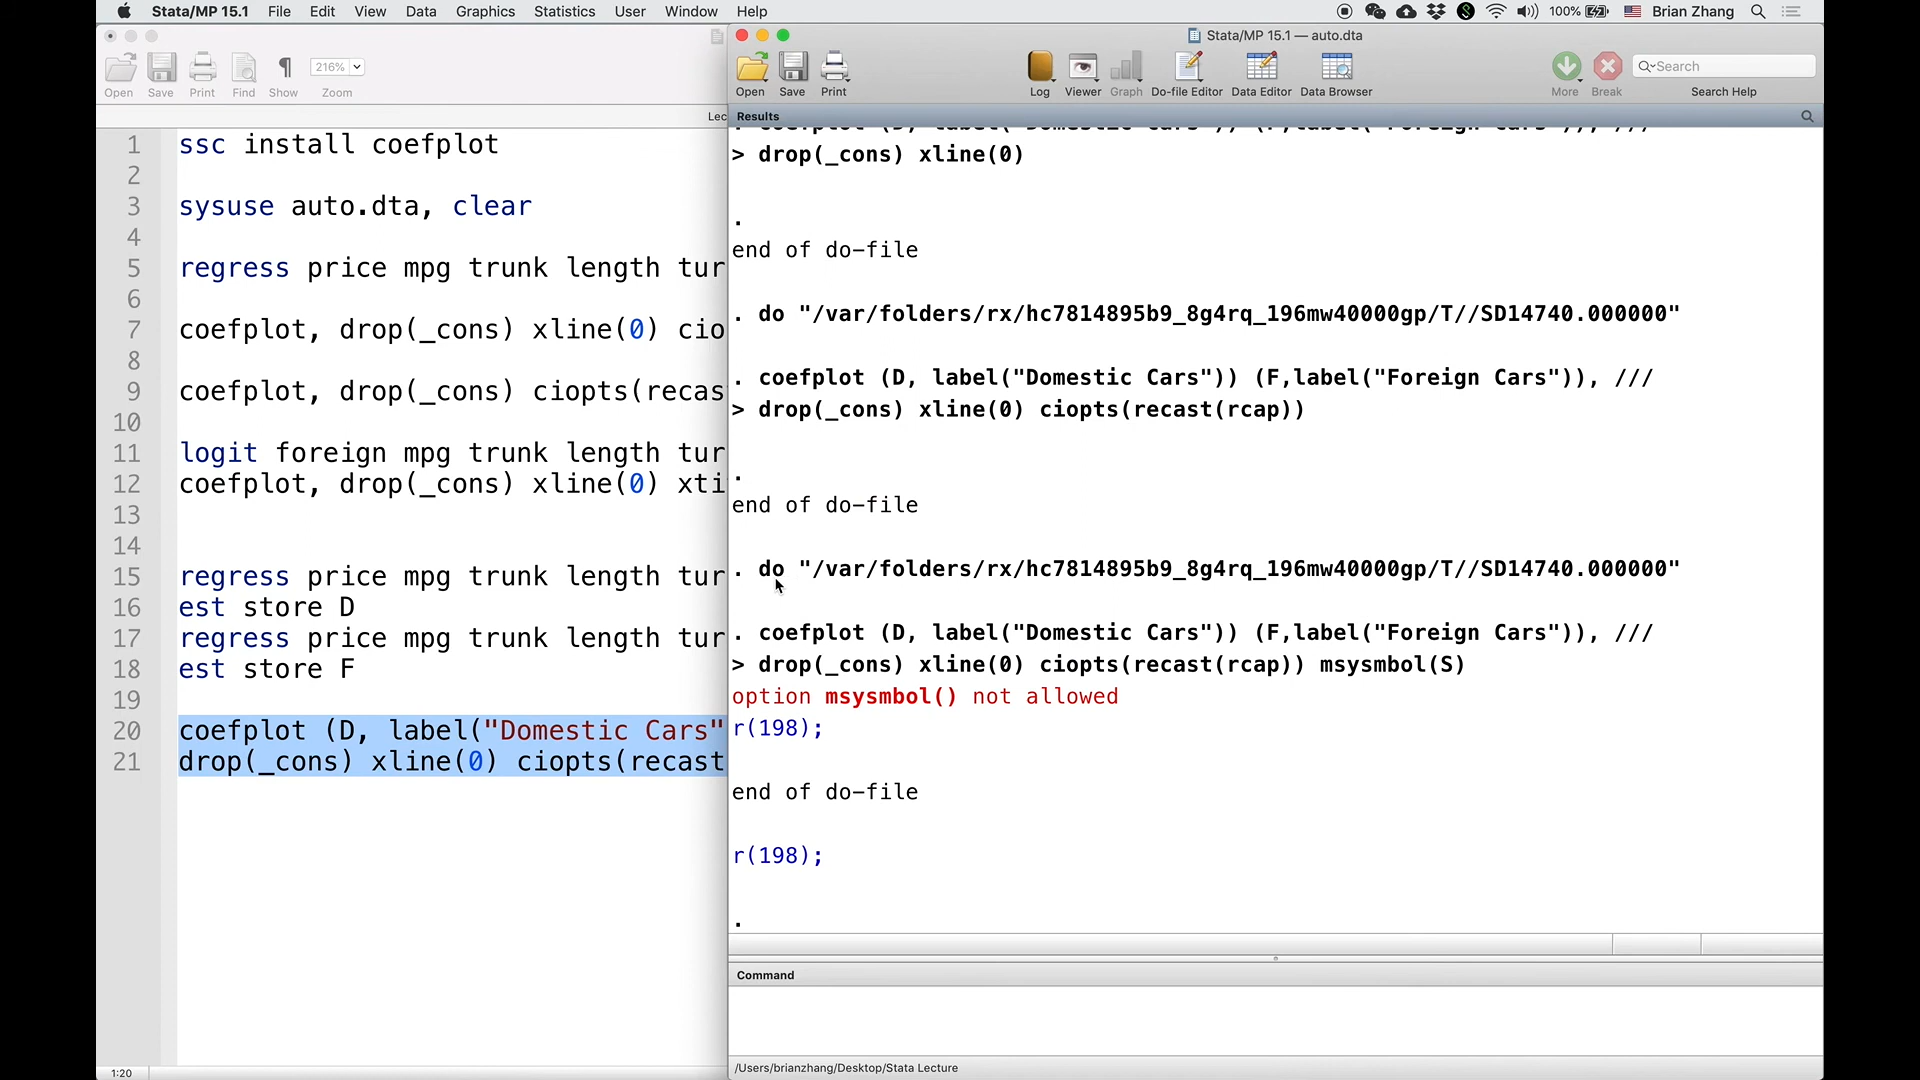 Stata/MP 15.1 File Edit View Data Graphics Statistics User Window Help 100% Brian Zhang
Stata/MP 15.1 — auto.dta
216%
Open Save Print Find Show Zoom
Search
Open Save Print Log Viewer Graph Do-file Editor Data Editor Data Browser More Break Search Help
Lec
1 ssc install coefplot
2
3 sysuse auto.dta, clear
4
5 regress price mpg trunk length tur
6
7 coefplot, drop(_cons) xline(0) cio
8
9 coefplot, drop(_cons) ciopts(recas
10
11 logit foreign mpg trunk length tur
12 coefplot, drop(_cons) xline(0) xti
13
14
15 regress price mpg trunk length tur
16 est store D
17 regress price mpg trunk length tur
18 est store F
19
20 coefplot (D, label("Domestic Cars"
21 drop(_cons) xline(0) ciopts(recast
1:20
Results
. coefplot (D, label("Domestic Cars")) (F,label("Foreign Cars")), ///
> drop(_cons) xline(0)
.
end of do-file
. do "/var/folders/rx/hc7814895b9_8g4rq_196mw40000gp/T//SD14740.000000"
. coefplot (D, label("Domestic Cars")) (F,label("Foreign Cars")), ///
> drop(_cons) xline(0) ciopts(recast(rcap))
.
end of do-file
. do "/var/folders/rx/hc7814895b9_8g4rq_196mw40000gp/T//SD14740.000000"
. coefplot (D, label("Domestic Cars")) (F,label("Foreign Cars")), ///
> drop(_cons) xline(0) ciopts(recast(rcap)) msysmbol(S)
option msysmbol() not allowed
r(198);
end of do-file
r(198);
.
Command
/Users/brianzhang/Desktop/Stata Lecture